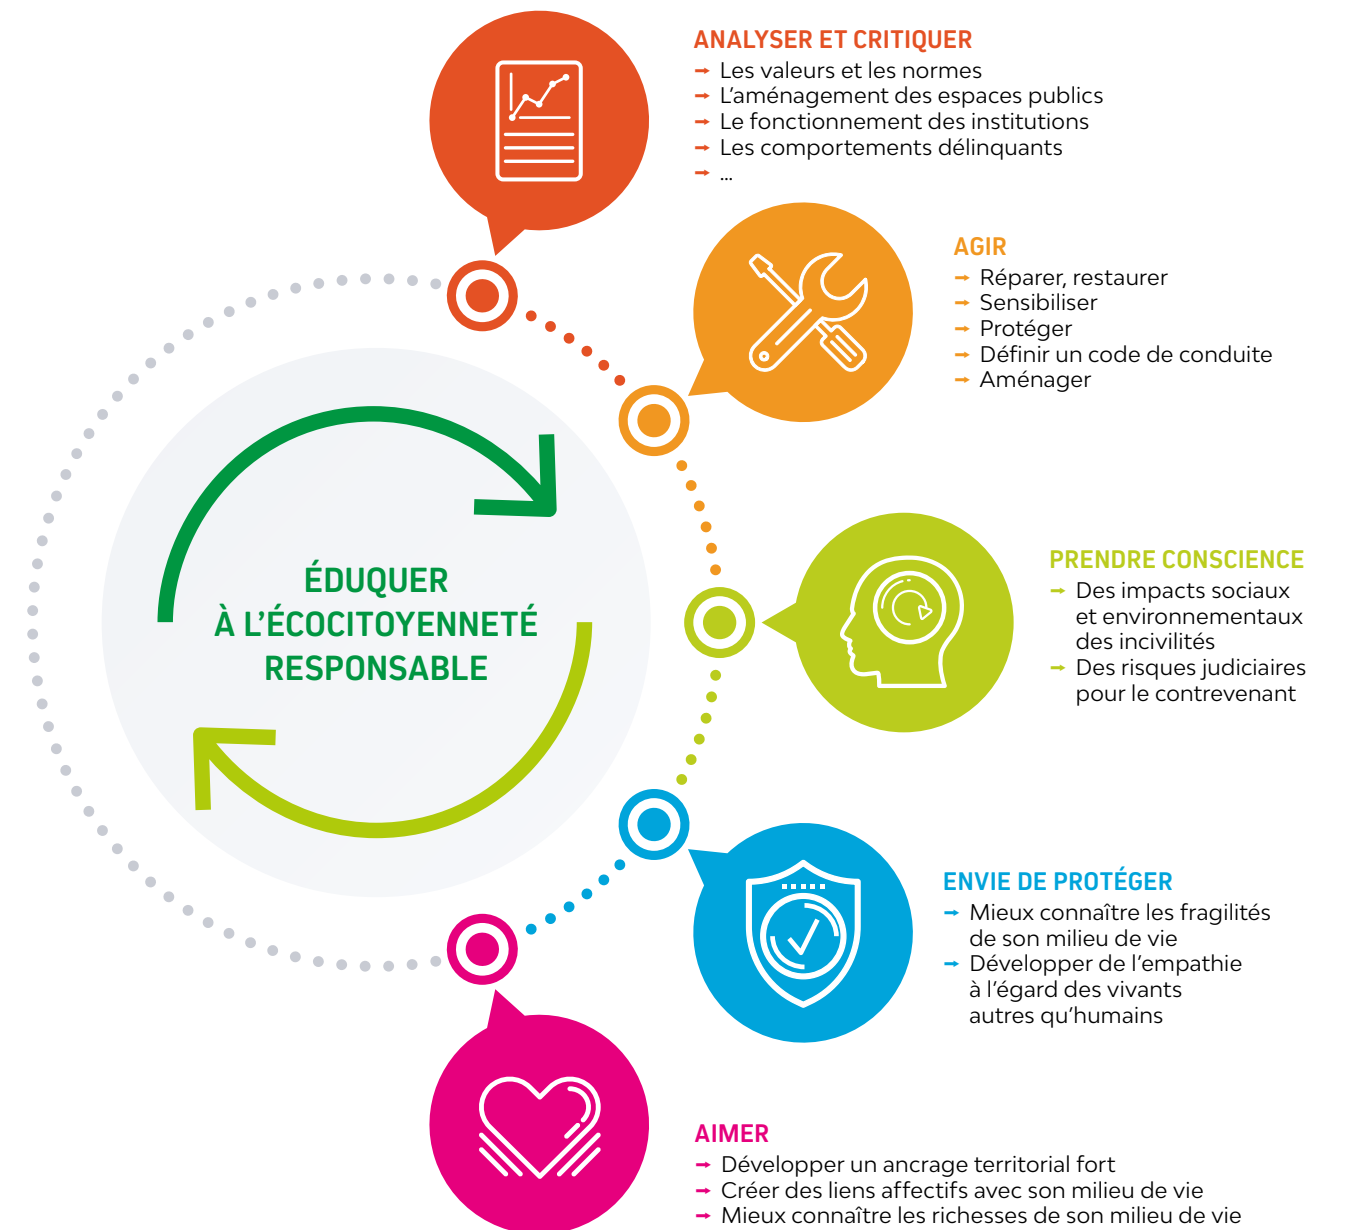 ANALYSER ET CRITIQUER
→ Les valeurs et les normes
→ L'aménagement des espaces publics
→ Le fonctionnement des institutions
→ Les comportements délinquants
→ ...
AGIR
→ Réparer, restaurer
→ Sensibiliser
→ Protéger
→ Définir un code de conduite
→ Aménager
ÉDUQUER
À L'ÉCOCITOYENNETÉ
RESPONSABLE
PRENDRE CONSCIENCE
→ Des impacts sociaux
et environnementaux
des incivilités
→ Des risques judiciaires
pour le contrevenant
ENVIE DE PROTÉGER
→ Mieux connaître les fragilités
de son milieu de vie
→ Développer de l'empathie
à l'égard des vivants
autres qu'humains
AIMER
→ Développer un ancrage territorial fort
→ Créer des liens affectifs avec son milieu de vie
→ Mieux connaître les richesses de son milieu de vie